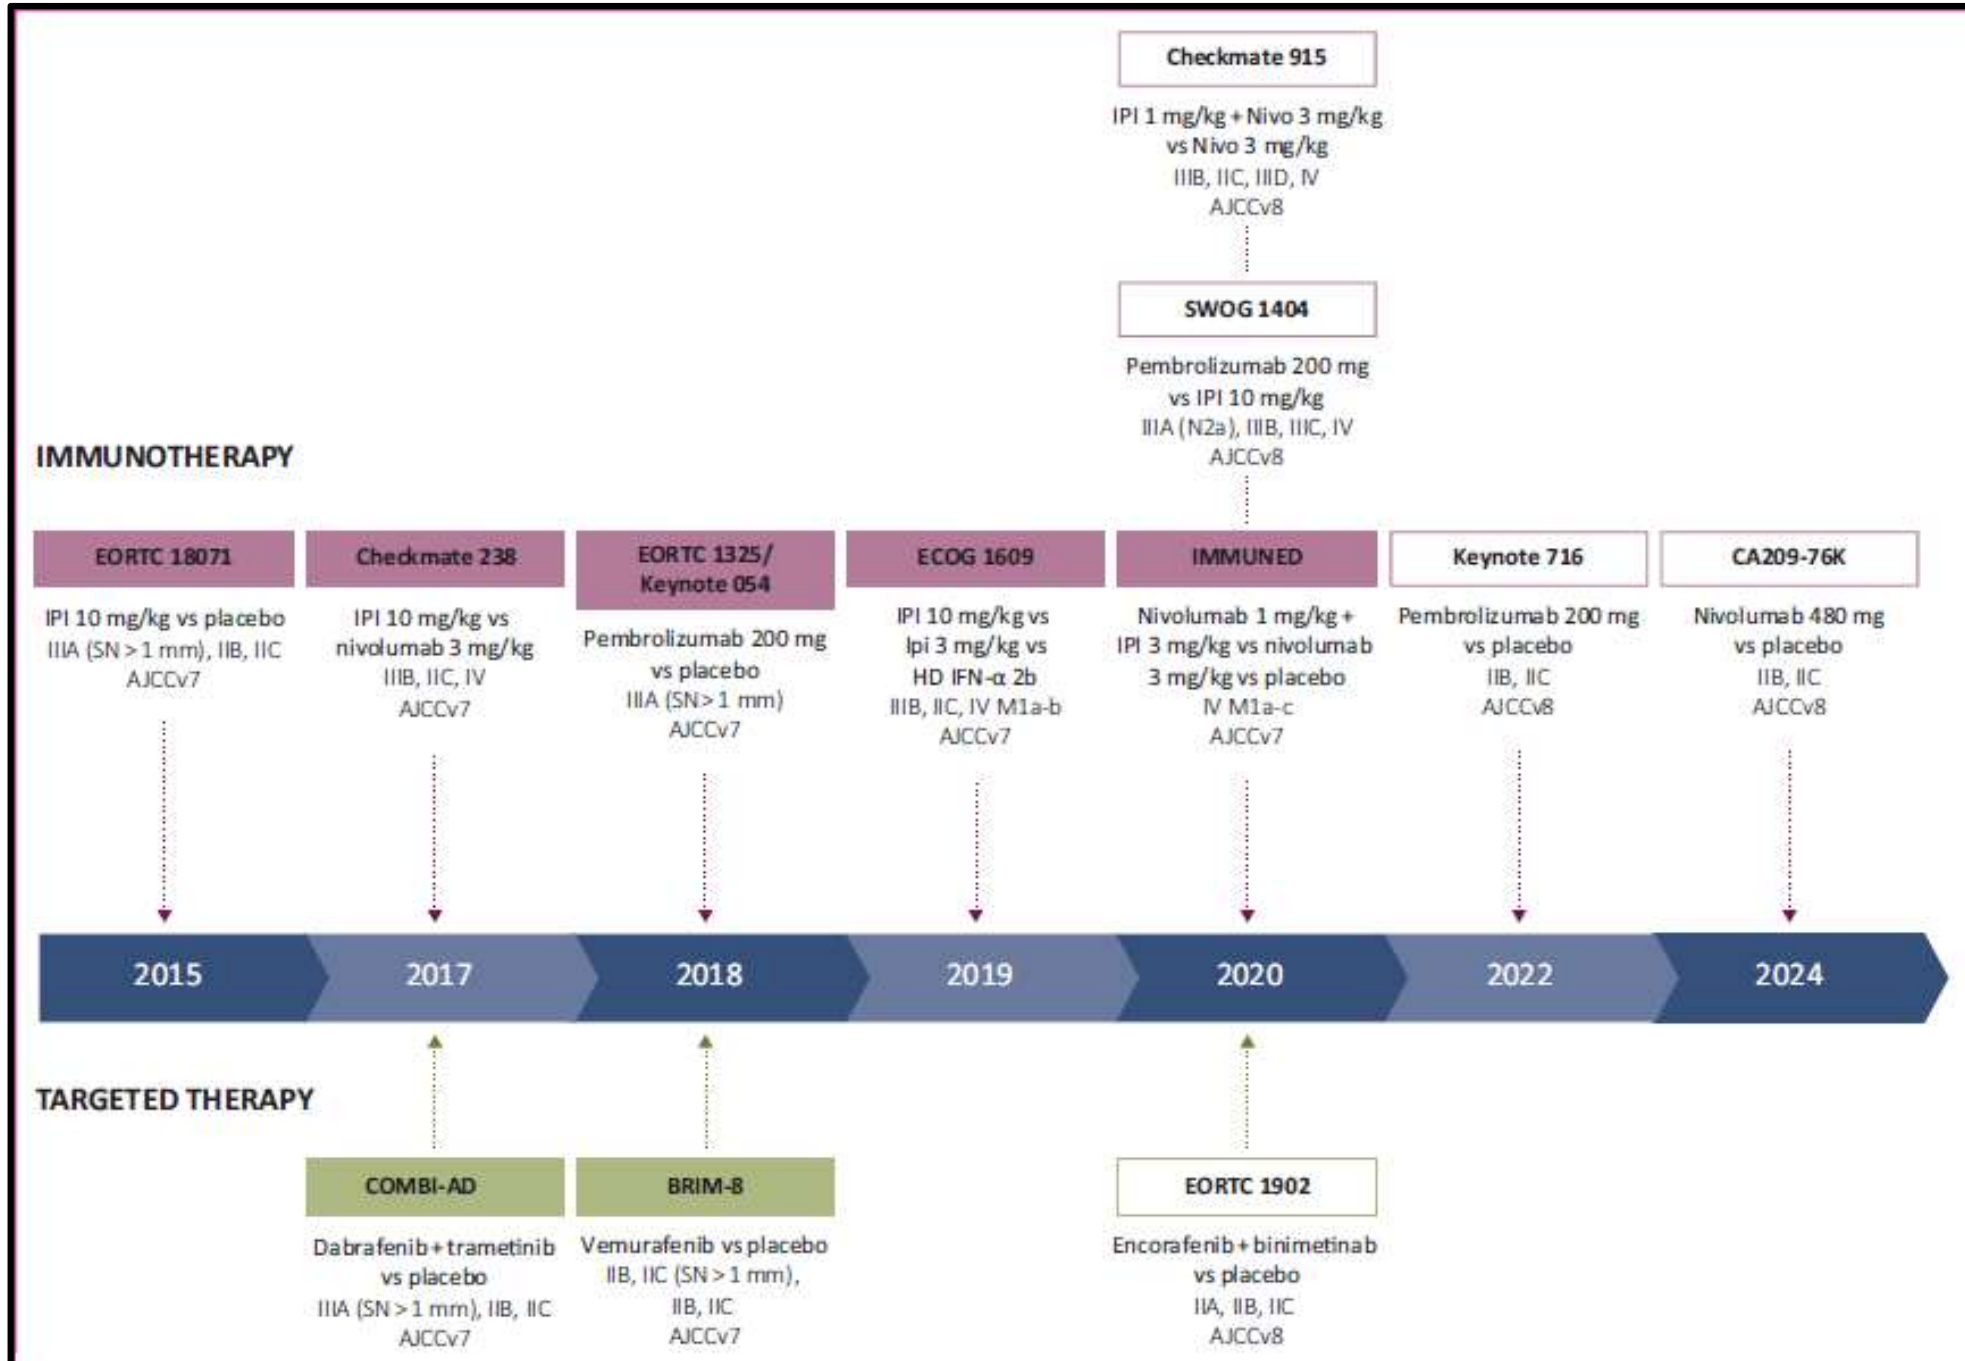 Checkmate 915
IPI 1 mg/kg + Nivo 3 mg/kg
vs Nivo 3 mg/kg
IIIB, IIC, IIID, IV
AJCCv8
SWOG 1404
Pembrolizumab 200 mg
vs IPI 10 mg/kg
IIIA (N2a), IIIB, IIIC, IV
AJCCv8
IMMUNOTHERAPY
EORTC 18071
IPI 10 mg/kg vs placebo
IIIA (SN > 1 mm), IIB, IIC
AJCCv7
Checkmate 238
IPI 10 mg/kg vs
nivolumab 3 mg/kg
IIIB, IIC, IV
AJCCv7
EORTC 1325/
Keynote 054
Pembrolizumab 200 mg
vs placebo
IIIA (SN > 1 mm)
AJCCv7
ECOG 1609
IPI 10 mg/kg vs
Ipi 3 mg/kg vs
HD IFN-α 2b
IIIB, IIC, IV M1a-b
AJCCv7
IMMUNED
Nivolumab 1 mg/kg +
IPI 3 mg/kg vs nivolumab
3 mg/kg vs placebo
IV M1a-c
AJCCv7
Keynote 716
Pembrolizumab 200 mg
vs placebo
IIB, IIC
AJCCv8
CA209-76K
Nivolumab 480 mg
vs placebo
IIB, IIC
AJCCv8
2015
2017
2018
2019
2020
2022
2024
TARGETED THERAPY
COMBI-AD
Dabrafenib + trametinib
vs placebo
IIIA (SN > 1 mm), IIB, IIC
AJCCv7
BRIM-8
Vemurafenib vs placebo
IIB, IIC (SN > 1 mm),
IIB, IIC
AJCCv7
EORTC 1902
Encorafenib + binimetinab
vs placebo
IIA, IIB, IIC
AJCCv8